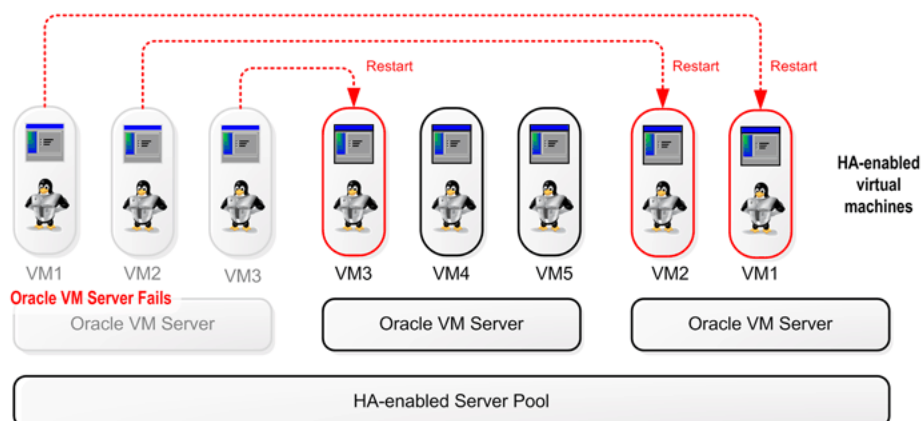 Restart
Restart
Restart
HA-enabled
virtual
machines
VM1
VM2
VM3
VM3
VM4
VM5
VM2
VM1
Oracle VM Server Fails
Oracle VM Server
Oracle VM Server
Oracle VM Server
HA-enabled Server Pool